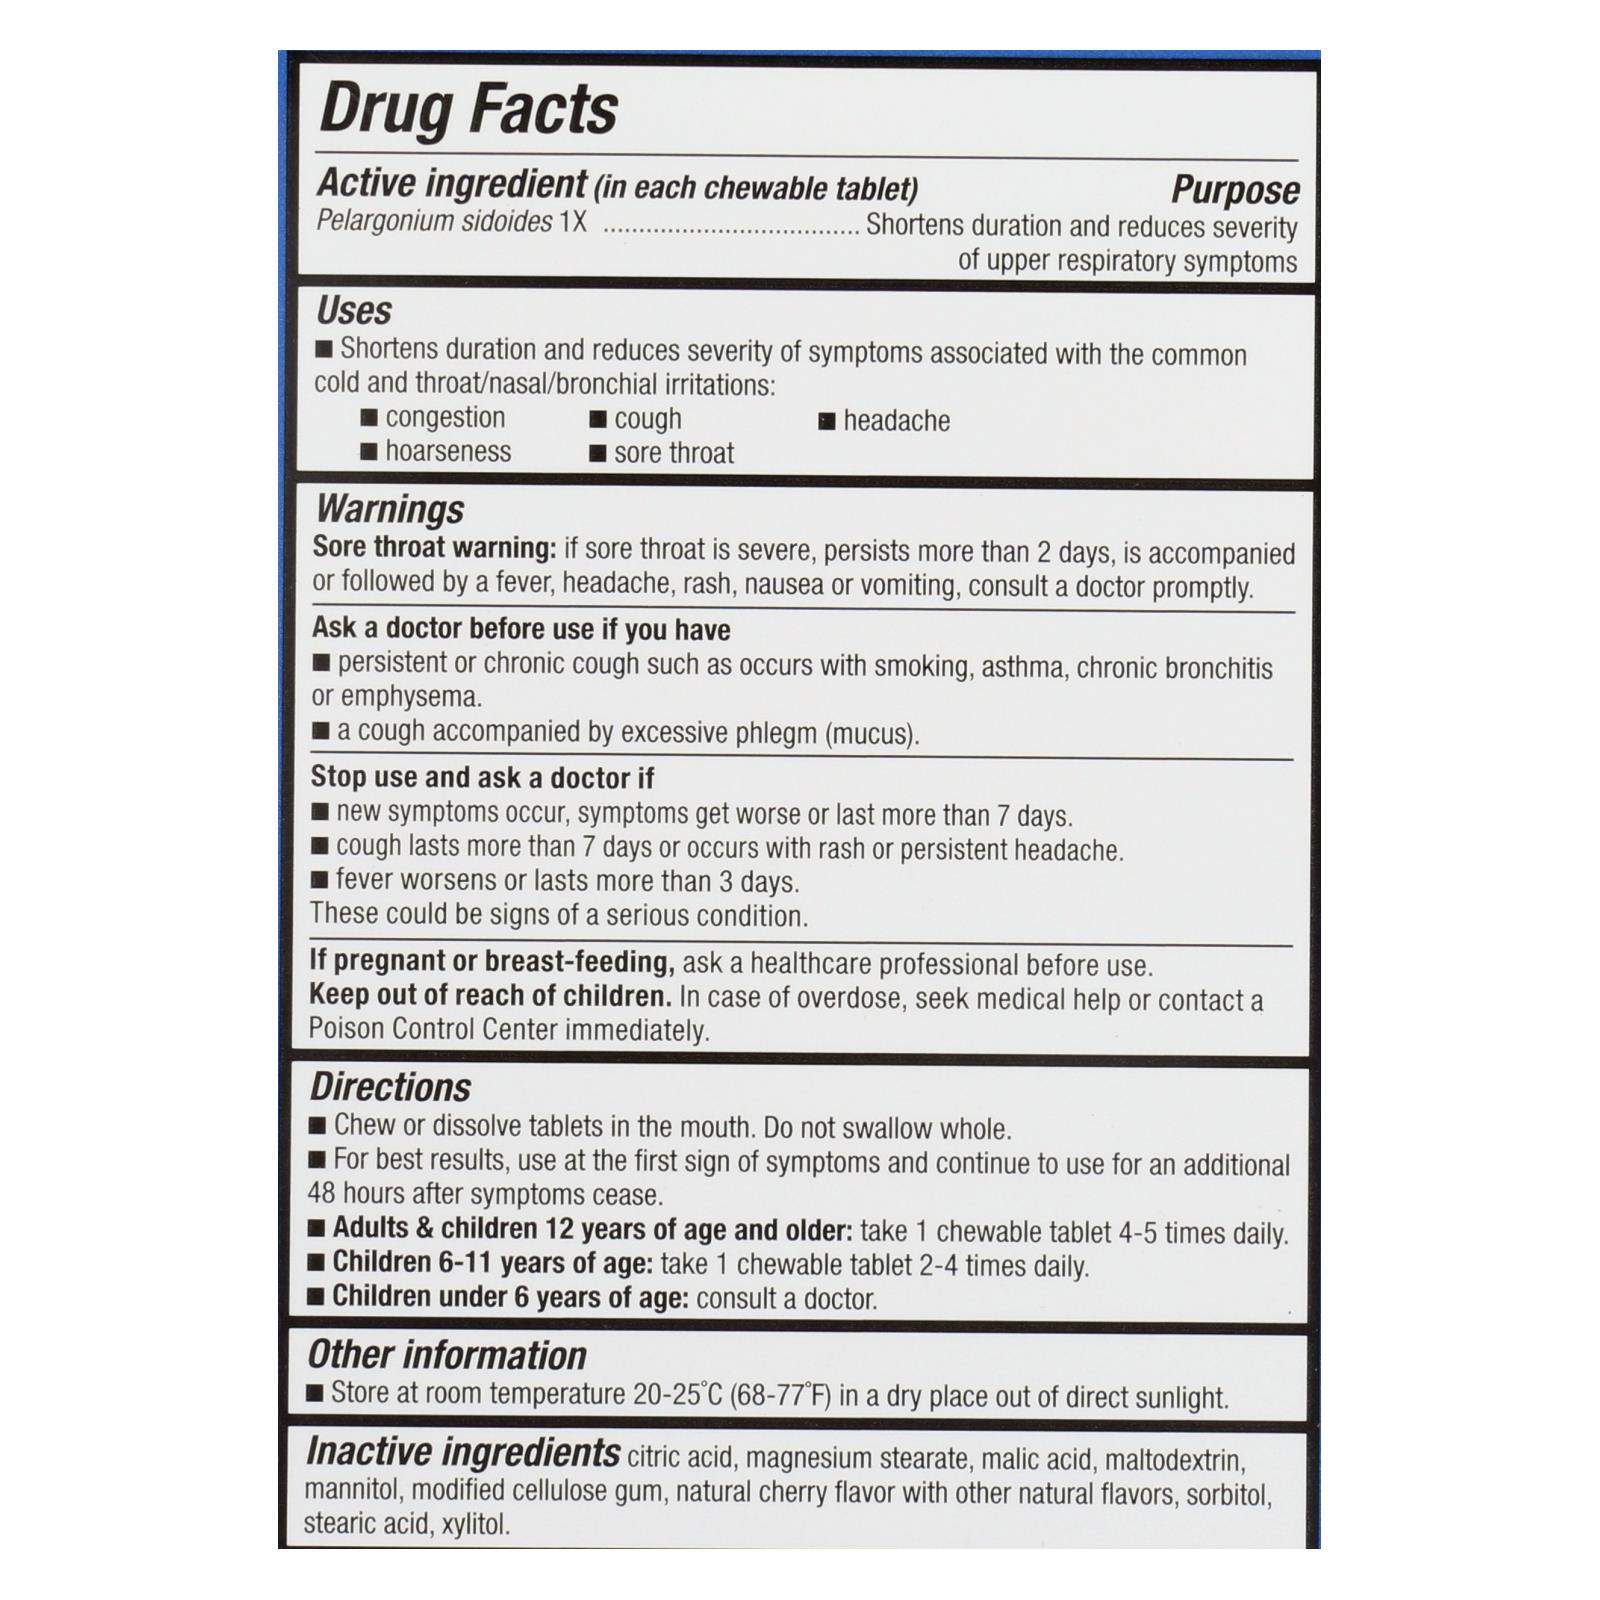 Drug Facts
Active ingredient (in each chewable tablet) Purpose
Pelargonium sidoides 1X .................................... Shortens duration and reduces severity
of upper respiratory symptoms
Uses
■ Shortens duration and reduces severity of symptoms associated with the common
cold and throat/nasal/bronchial irritations:
■ congestion ■ cough ■ headache
■ hoarseness ■ sore throat
Warnings
Sore throat warning: if sore throat is severe, persists more than 2 days, is accompanied
or followed by a fever, headache, rash, nausea or vomiting, consult a doctor promptly.
Ask a doctor before use if you have
■ persistent or chronic cough such as occurs with smoking, asthma, chronic bronchitis
or emphysema.
■ a cough accompanied by excessive phlegm (mucus).
Stop use and ask a doctor if
■ new symptoms occur, symptoms get worse or last more than 7 days.
■ cough lasts more than 7 days or occurs with rash or persistent headache.
■ fever worsens or lasts more than 3 days.
These could be signs of a serious condition.
If pregnant or breast-feeding, ask a healthcare professional before use.
Keep out of reach of children. In case of overdose, seek medical help or contact a
Poison Control Center immediately.
Directions
■ Chew or dissolve tablets in the mouth. Do not swallow whole.
■ For best results, use at the first sign of symptoms and continue to use for an additional
48 hours after symptoms cease.
■ Adults & children 12 years of age and older: take 1 chewable tablet 4-5 times daily.
■ Children 6-11 years of age: take 1 chewable tablet 2-4 times daily.
■ Children under 6 years of age: consult a doctor.
Other information
■ Store at room temperature 20-25°C (68-77°F) in a dry place out of direct sunlight.
Inactive ingredients citric acid, magnesium stearate, malic acid, maltodextrin,
mannitol, modified cellulose gum, natural cherry flavor with other natural flavors, sorbitol,
stearic acid, xylitol.